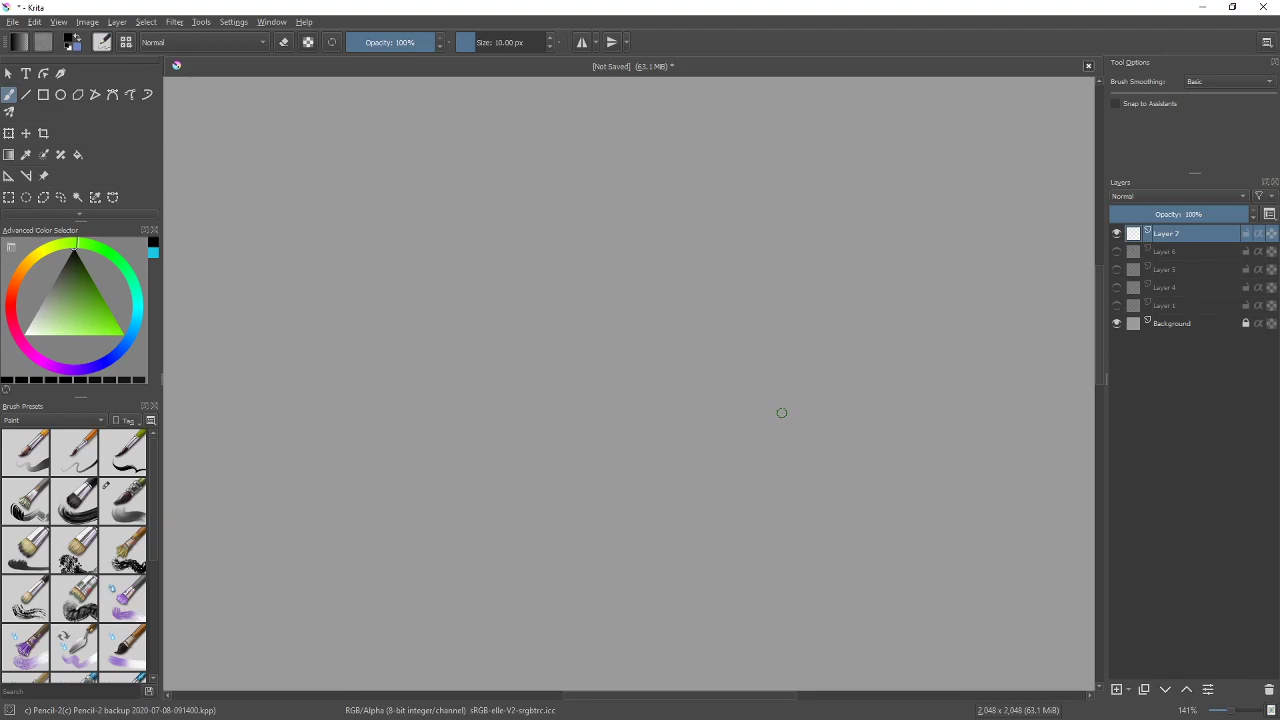 * - Krita
File Edit View Image Layer Select Filter Tools Settings Window Help
Normal Opacity: 100% Size: 10.00 px
[Not Saved] (63.1 MiB) *
Tool Options
Brush Smoothing: Basic
Snap to Assistants
Layers
Normal
Opacity: 100%
Layer 7
Layer 6
Layer 5
Layer 4
Layer 1
Background
Advanced Color Selector
Brush Presets
Paint Tag
Search
c) Pencil-2(c) Pencil-2 backup 2020-07-08-091400.kpp) RGB/Alpha (8-bit integer/channel) sRGB-elle-V2-srgbtrc.icc 2,048 x 2,048 (63.1 MiB) 141%